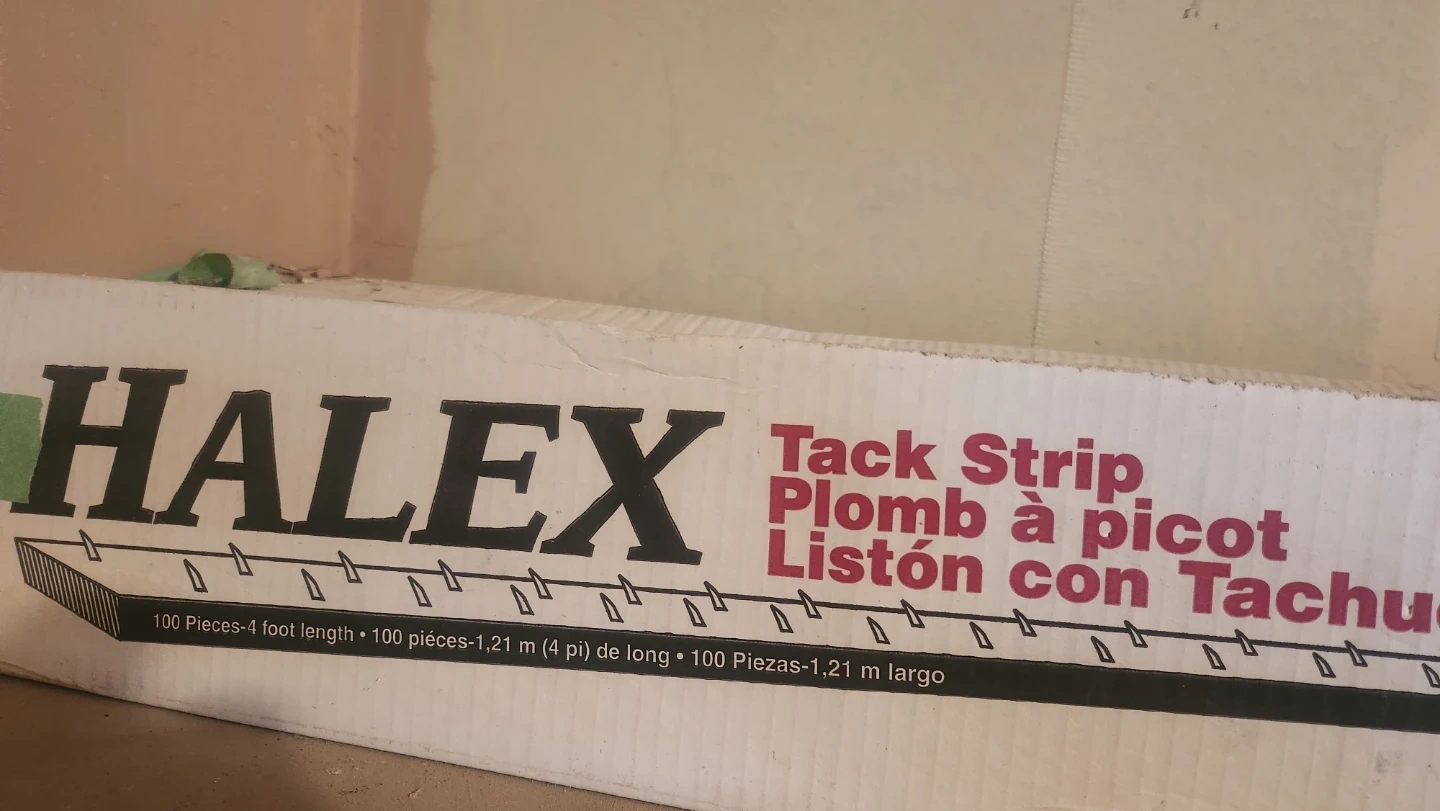 HALEX
Tack Strip
Plomb à picot
Listón con
100 Pieces-4 foot length • 100 piéces-1,21 m (4 pi) de long • 100 Piezas-1,21 m largo